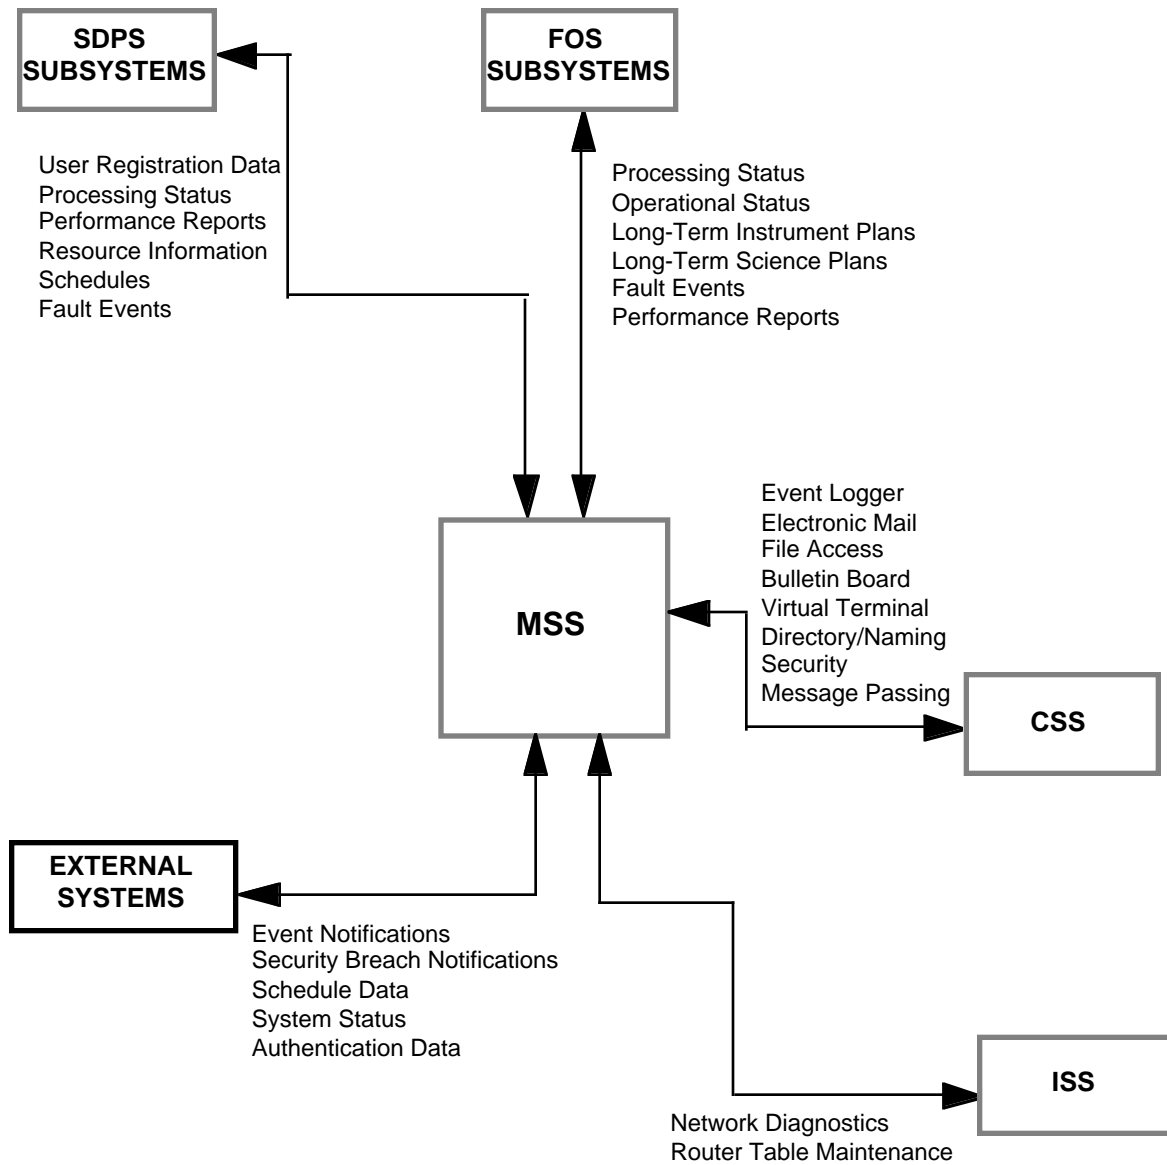 SDPS
SUBSYSTEMS
FOS
SUBSYSTEMS
User Registration Data
Processing Status
Performance Reports
Resource Information
Schedules
Fault Events
Processing Status
Operational Status
Long-Term Instrument Plans
Long-Term Science Plans
Fault Events
Performance Reports
Event Logger
Electronic Mail
File Access
Bulletin Board
Virtual Terminal
Directory/Naming
Security
Message Passing
MSS
CSS
EXTERNAL
SYSTEMS
Event Notifications
Security Breach Notifications
Schedule Data
System Status
Authentication Data
ISS
Network Diagnostics
Router Table Maintenance